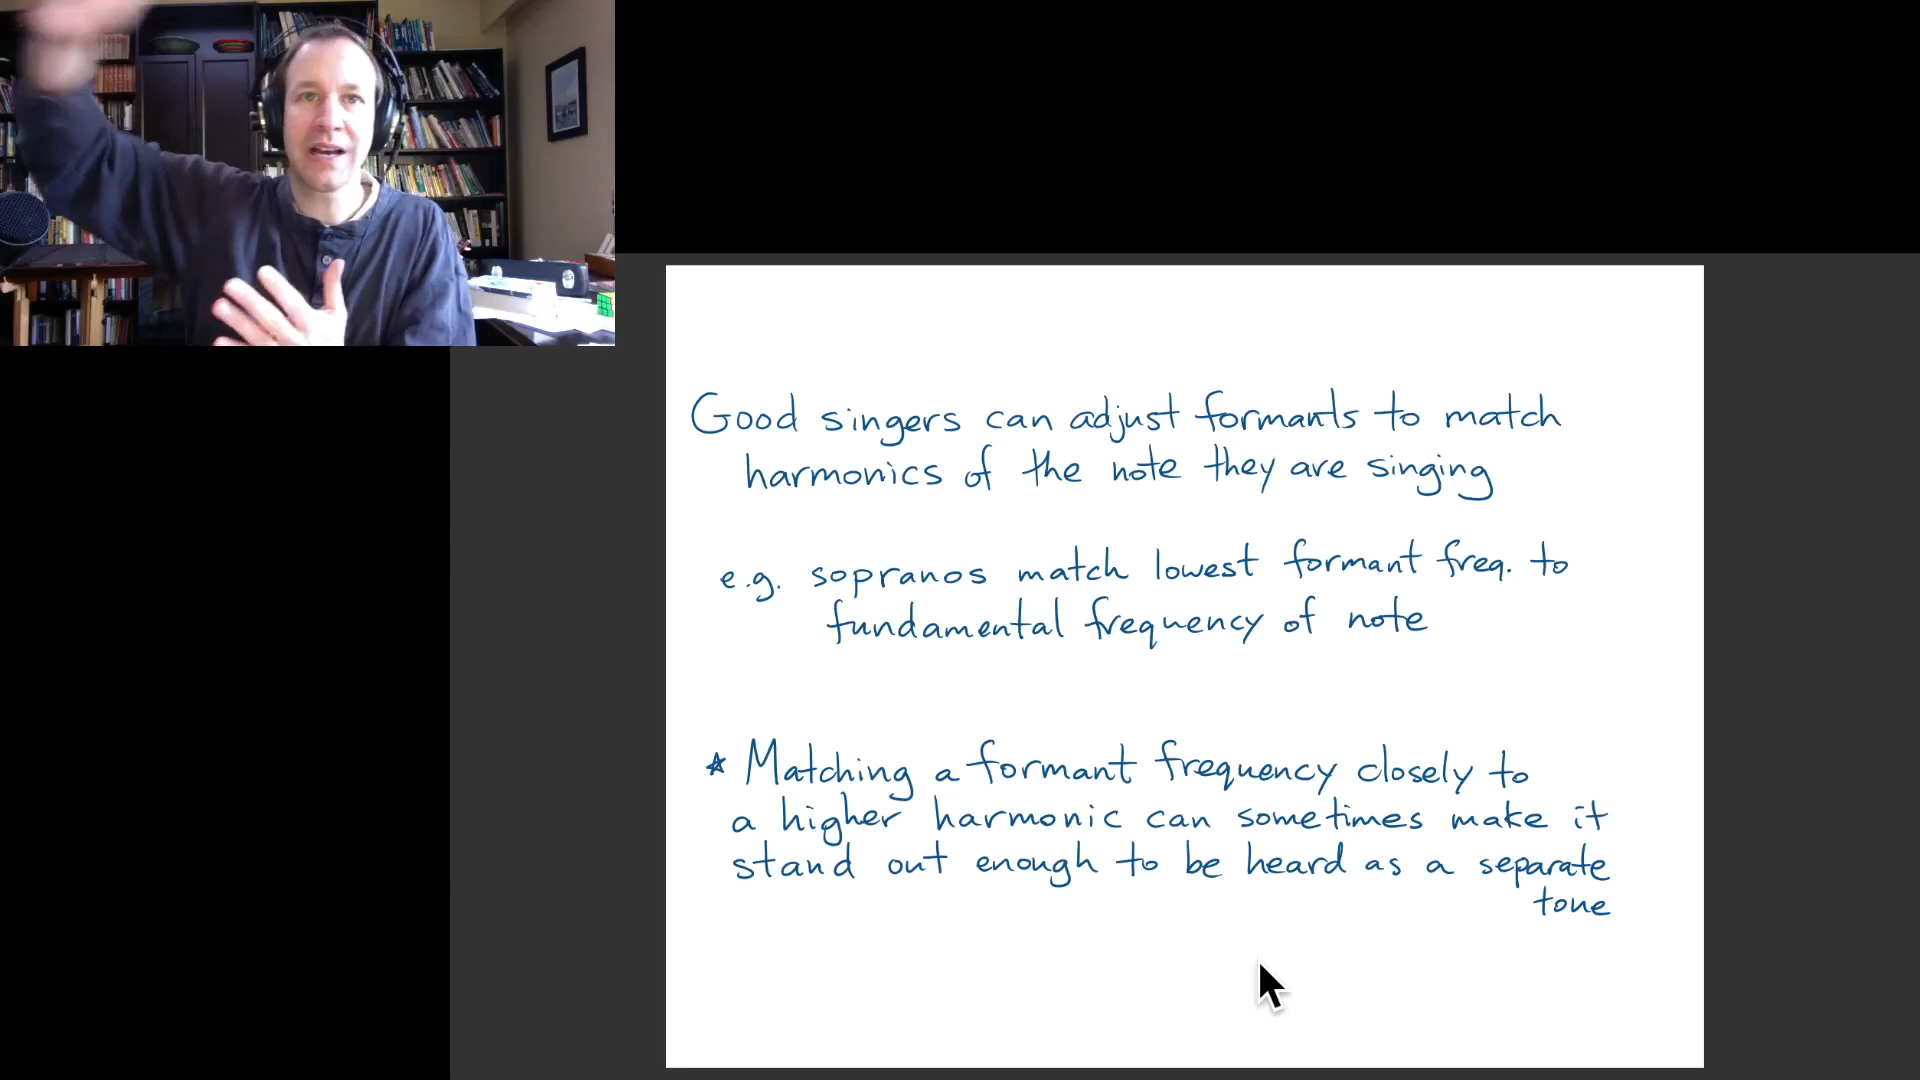 Good singers can adjust formants to match
harmonics of the note they are singing
e.g. sopranos match lowest formant freq. to
fundamental frequency of note
* Matching a formant frequency closely to
a higher harmonic can sometimes make it
stand out enough to be heard as a separate
tone